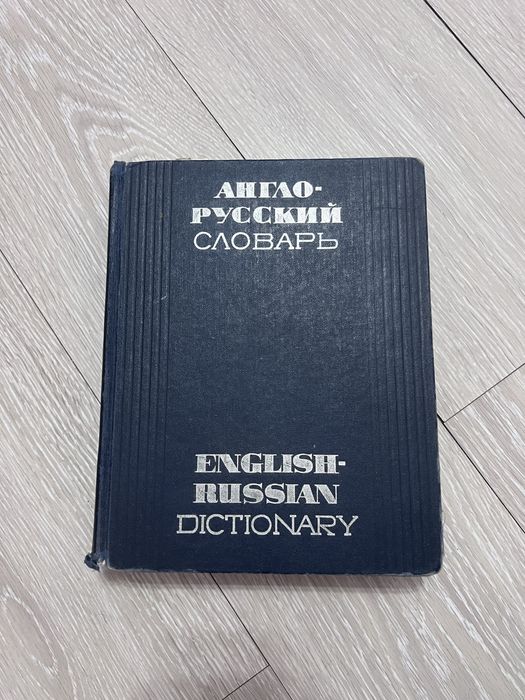 АНГЛО-
РУССКИЙ
СЛОВАРЬ
ENGLISH-
RUSSIAN
DICTIONARY